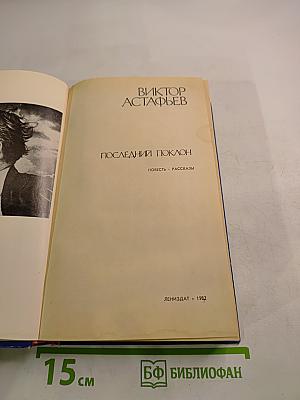 ВИКТОР
АСТАФЬЕВ
ПОСЛЕДНИЙ ПОКЛОН
ПОВЕСТЬ · РАССКАЗЫ
ЛЕНИЗДАТ · 1982
15 см
БФ БИБЛИОФАН